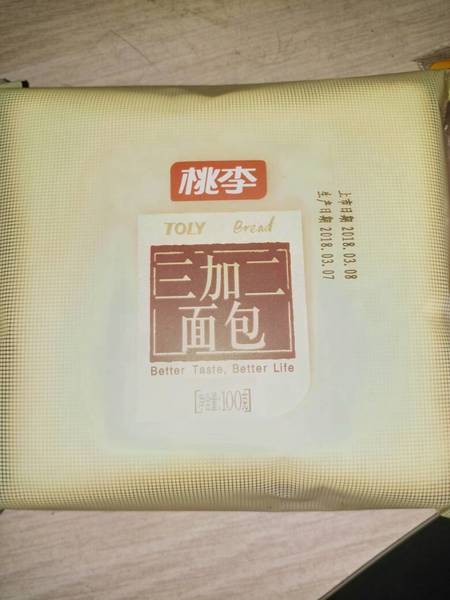 桃李
TOLY Bread
三加二
面包
Better Taste, Better Life
净含量:100克
上市日期 2018.03.08
生产日期 2018.03.07